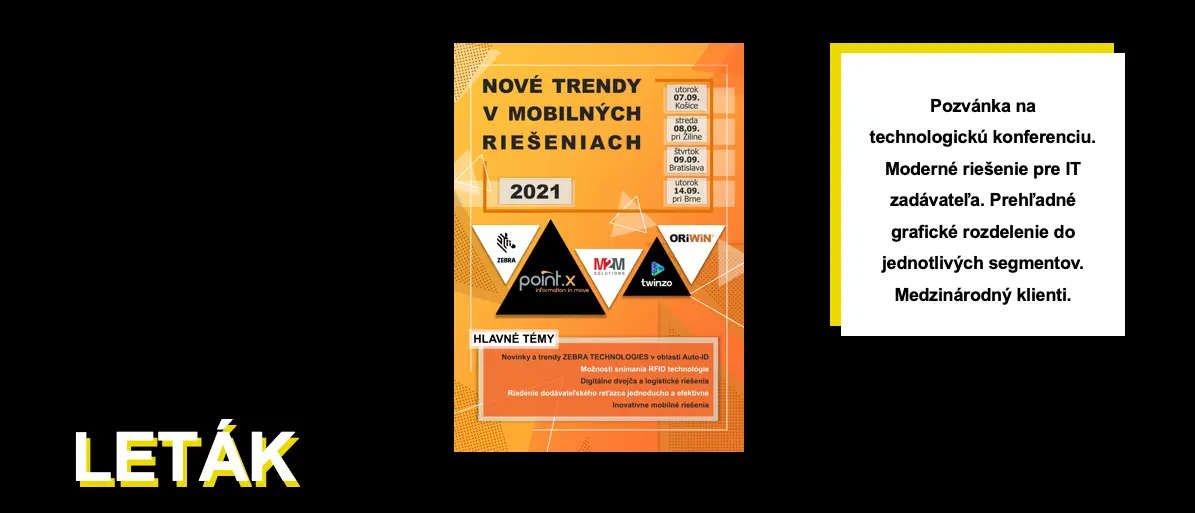 NOVÉ TRENDY
V MOBILNÝCH
RIEŠENIACH
2021
utorok
07.09.
Košice
streda
08,09.
pri Žiline
štvrtok
09.09.
Bratislava
utorok
14.09.
pri Brne
ZEBRA
point.x
information in move
M2M
SOLUTIONS
twinzo
ORiWiN
HLAVNÉ TÉMY
Novinky a trendy ZEBRA TECHNOLOGIES v oblasti Auto-ID
Možnosti snímania RFID technológie
Digitálne dvojča a logistické riešenia
Riadenie dodávateľského reťazca jednoducho a efektívne
Inovatívne mobilné riešenia
Pozvánka na
technologickú konferenciu.
Moderné riešenie pre IT
zadávateľa. Prehľadné
grafické rozdelenie do
jednotlivých segmentov.
Medzinárodný klienti.
LETÁK